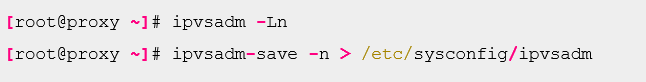 [root@proxy ~]# ipvsadm -Ln
[root@proxy ~]# ipvsadm-save -n > /etc/sysconfig/ipvsadm